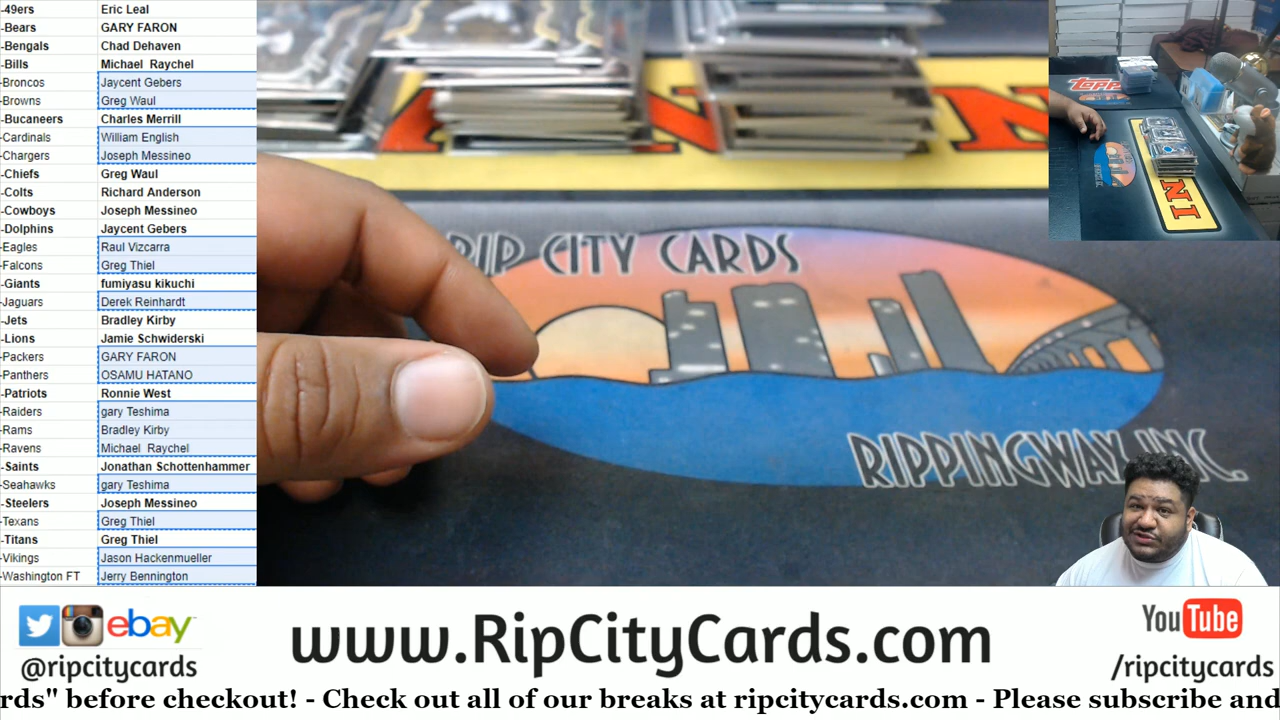 -49ers Eric Leal
-Bears GARY FARON
-Bengals Chad Dehaven
-Bills Michael Raychel
-Broncos Jaycent Gebers
-Browns Greg Waul
-Bucaneers Charles Merrill
-Cardinals William English
-Chargers Joseph Messineo
-Chiefs Greg Waul
-Colts Richard Anderson
-Cowboys Joseph Messineo
-Dolphins Jaycent Gebers
-Eagles Raul Vizcarra
-Falcons Greg Thiel
-Giants fumiyasu kikuchi
-Jaguars Derek Reinhardt
-Jets Bradley Kirby
-Lions Jamie Schwiderski
-Packers GARY FARON
-Panthers OSAMU HATANO
-Patriots Ronnie West
-Raiders gary Teshima
-Rams Bradley Kirby
-Ravens Michael Raychel
-Saints Jonathan Schottenhammer
-Seahawks gary Teshima
-Steelers Joseph Messineo
-Texans Greg Thiel
-Titans Greg Thiel
-Vikings Jason Hackenmueller
-Washington FT Jerry Bennington
RIP CITY CARDS
RIPPINGWAY INC.
ebay
@ripcitycards
www.RipCityCards.com
YouTube
/ripcitycards
rds" before checkout! - Check out all of our breaks at ripcitycards.com - Please subscribe and